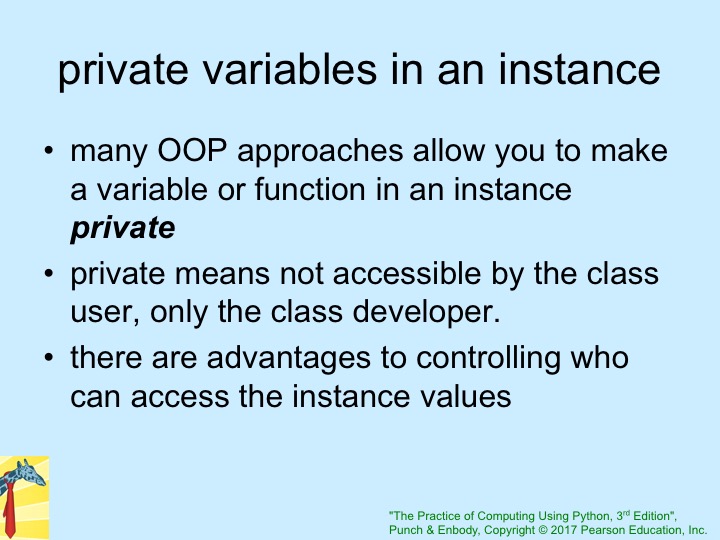 private variables in an instance
• many OOP approaches allow you to make
a variable or function in an instance
private
• private means not accessible by the class
user, only the class developer.
• there are advantages to controlling who
can access the instance values
"The Practice of Computing Using Python, 3rd Edition",
Punch & Enbody, Copyright © 2017 Pearson Education, Inc.